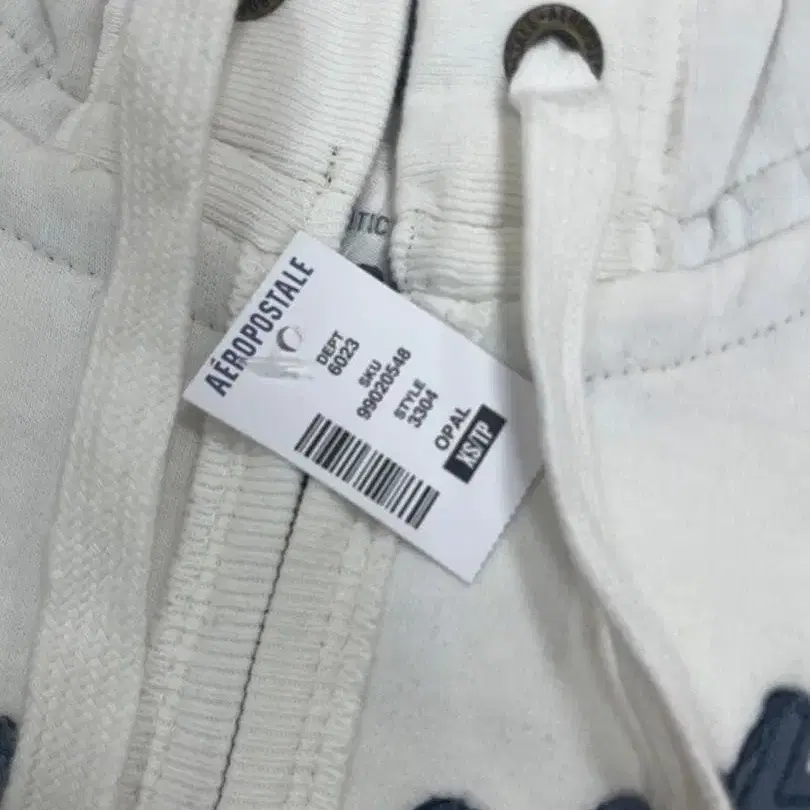 AÉROPOSTALE
DEPT
6023
SKU
99020548
STYLE
3304
OPAL
XS/TP